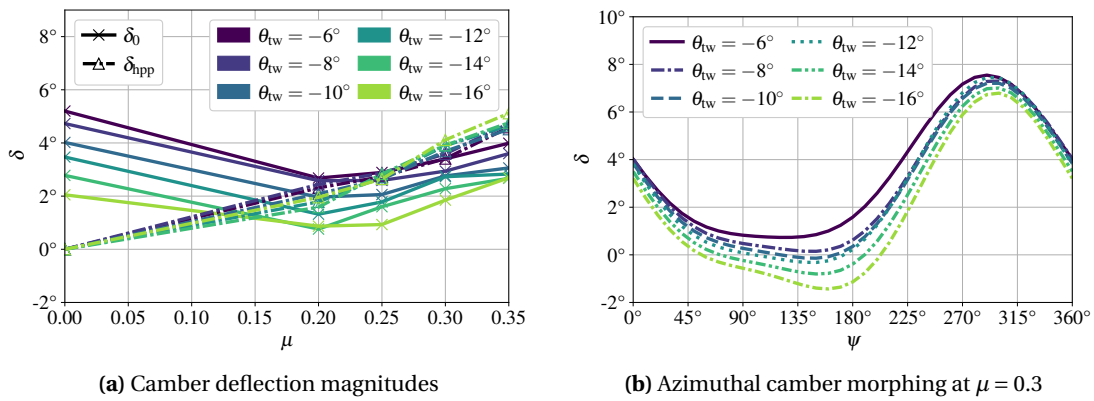 8°
6°
4°
2°
0°
-2°
δ
δ₀
δhpp
θtw = −6°
θtw = −8°
θtw = −10°
θtw = −12°
θtw = −14°
θtw = −16°
0.00 0.05 0.10 0.15 0.20 0.25 0.30 0.35
μ
(a) Camber deflection magnitudes
10°
8°
6°
4°
2°
0°
-2°
δ
θtw = −6°
θtw = −8°
θtw = −10°
θtw = −12°
θtw = −14°
θtw = −16°
0° 45° 90° 135° 180° 225° 270° 315° 360°
ψ
(b) Azimuthal camber morphing at μ = 0.3